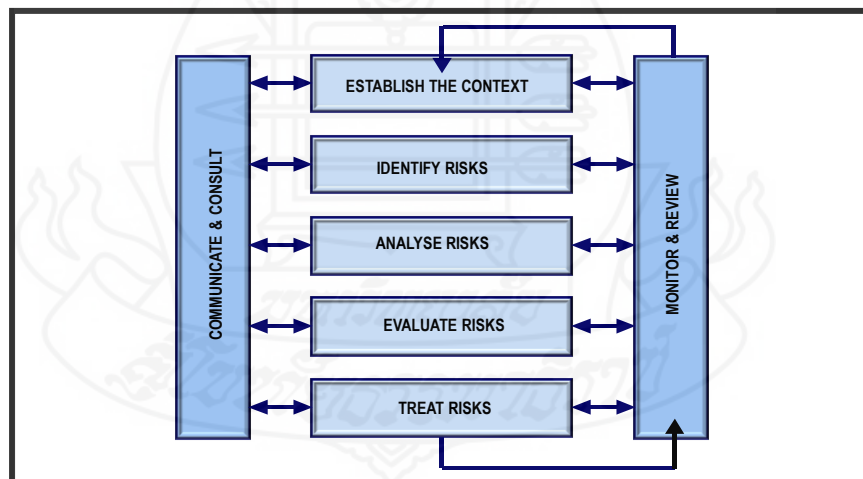 COMMUNICATE & CONSULT
ESTABLISH THE CONTEXT
IDENTIFY RISKS
ANALYSE RISKS
EVALUATE RISKS
TREAT RISKS
MONITOR & REVIEW